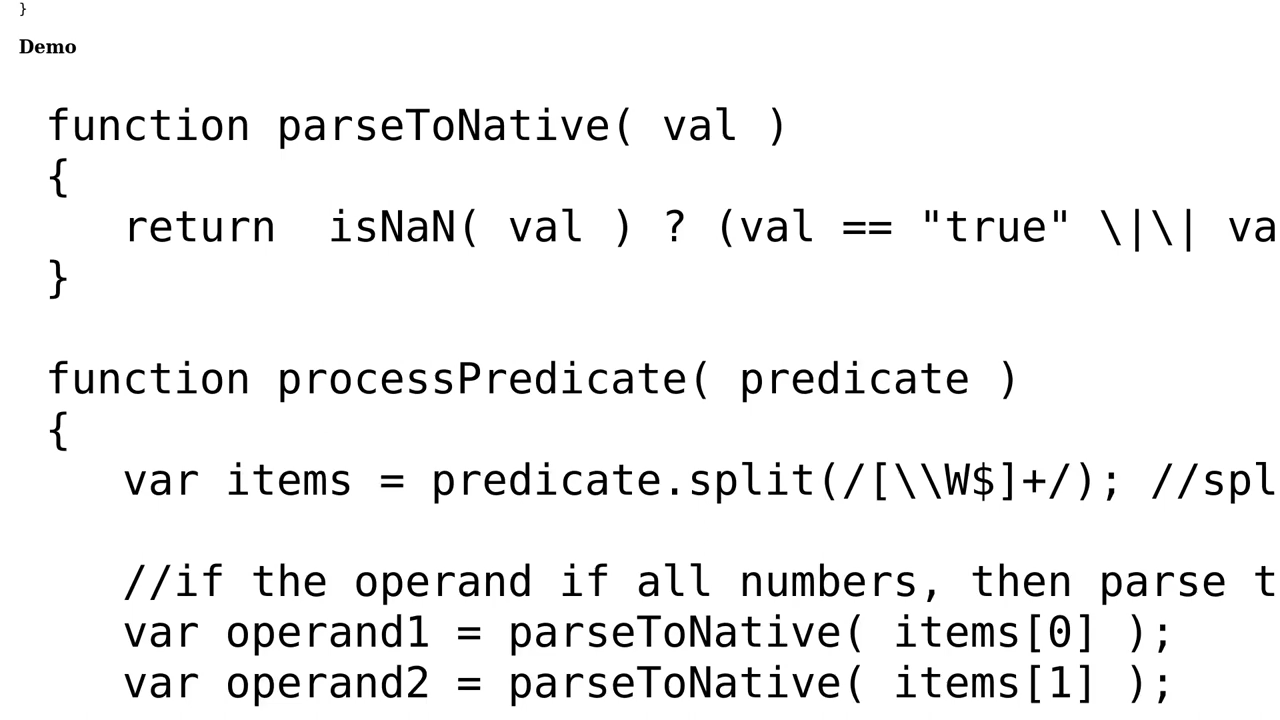 }
Demo
function parseToNative( val )
{
   return  isNaN( val ) ? (val == "true" \|\| va
}
function processPredicate( predicate )
{
   var items = predicate.split(/[\\W$]+/); //spl
   //if the operand if all numbers, then parse t
   var operand1 = parseToNative( items[0] );
   var operand2 = parseToNative( items[1] );